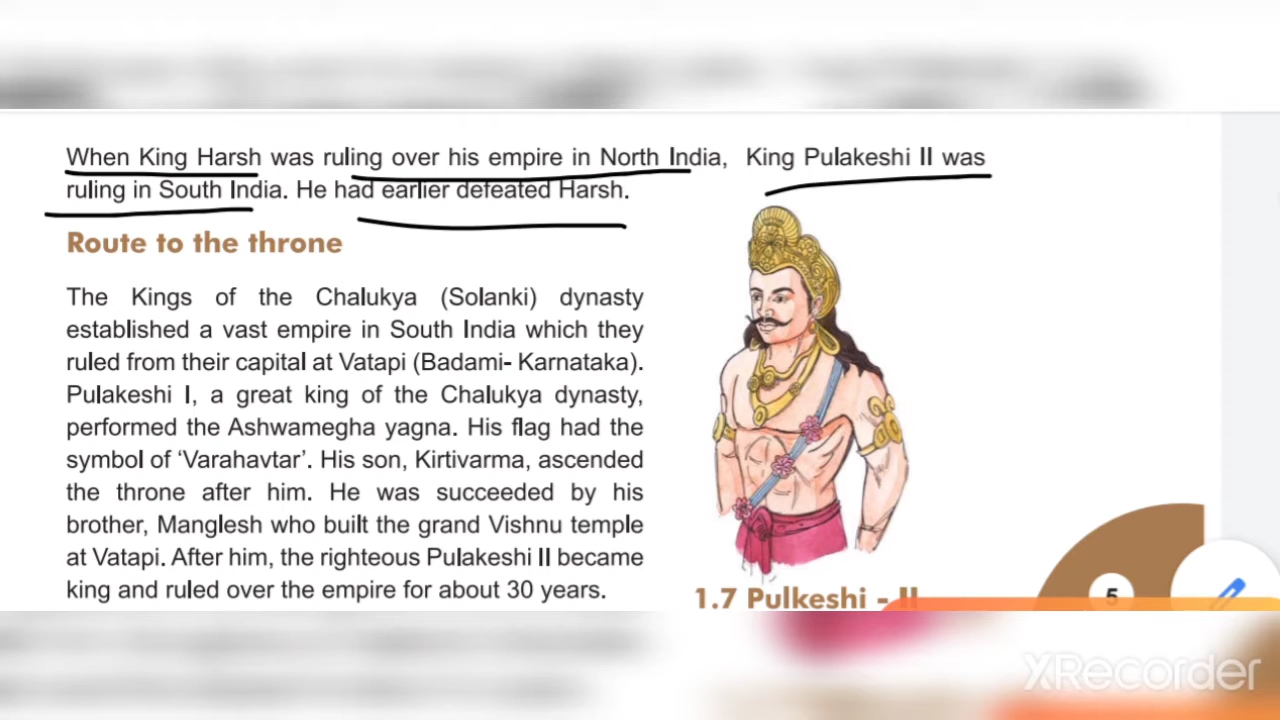 When King Harsh was ruling over his empire in North India, King Pulakeshi II was
ruling in South India. He had earlier defeated Harsh.
Route to the throne
The Kings of the Chalukya (Solanki) dynasty
established a vast empire in South India which they
ruled from their capital at Vatapi (Badami- Karnataka).
Pulakeshi I, a great king of the Chalukya dynasty,
performed the Ashwamegha yagna. His flag had the
symbol of ‘Varahavtar’. His son, Kirtivarma, ascended
the throne after him. He was succeeded by his
brother, Manglesh who built the grand Vishnu temple
at Vatapi. After him, the righteous Pulakeshi II became
king and ruled over the empire for about 30 years.
1.7 Pulkeshi - II
5
XRecorder